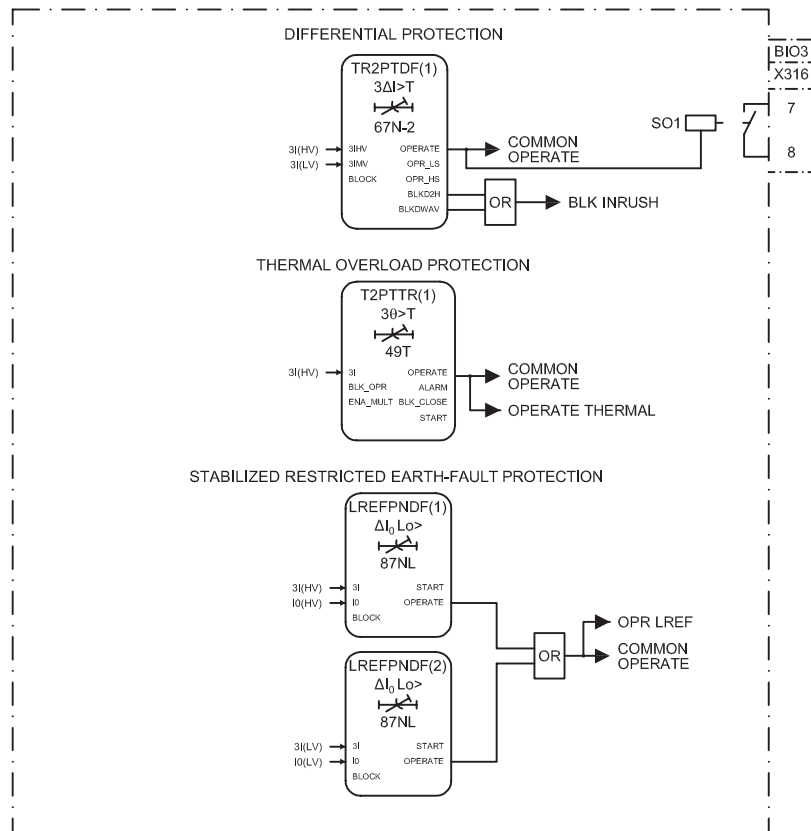 DIFFERENTIAL PROTECTION
BIO3
X316
7
8
SO1
TR2PTDF(1)
3ΔI>T
67N-2
3I(HV)
3IHV
OPERATE
COMMON
OPERATE
3I(LV)
3IMV
OPR_LS
BLOCK
OPR_HS
BLKD2H
BLKDWAV
OR
BLK INRUSH
THERMAL OVERLOAD PROTECTION
T2PTTR(1)
3θ>T
49T
3I(HV)
3I
OPERATE
COMMON
OPERATE
BLK_OPR
ALARM
ENA_MULT
BLK_CLOSE
OPERATE THERMAL
START
STABILIZED RESTRICTED EARTH-FAULT PROTECTION
LREFPNDF(1)
ΔI₀ Lo>
87NL
3I(HV)
3I
START
I0(HV)
I0
OPERATE
BLOCK
OPR LREF
OR
COMMON
OPERATE
LREFPNDF(2)
ΔI₀ Lo>
87NL
3I(LV)
3I
START
I0(LV)
I0
OPERATE
BLOCK